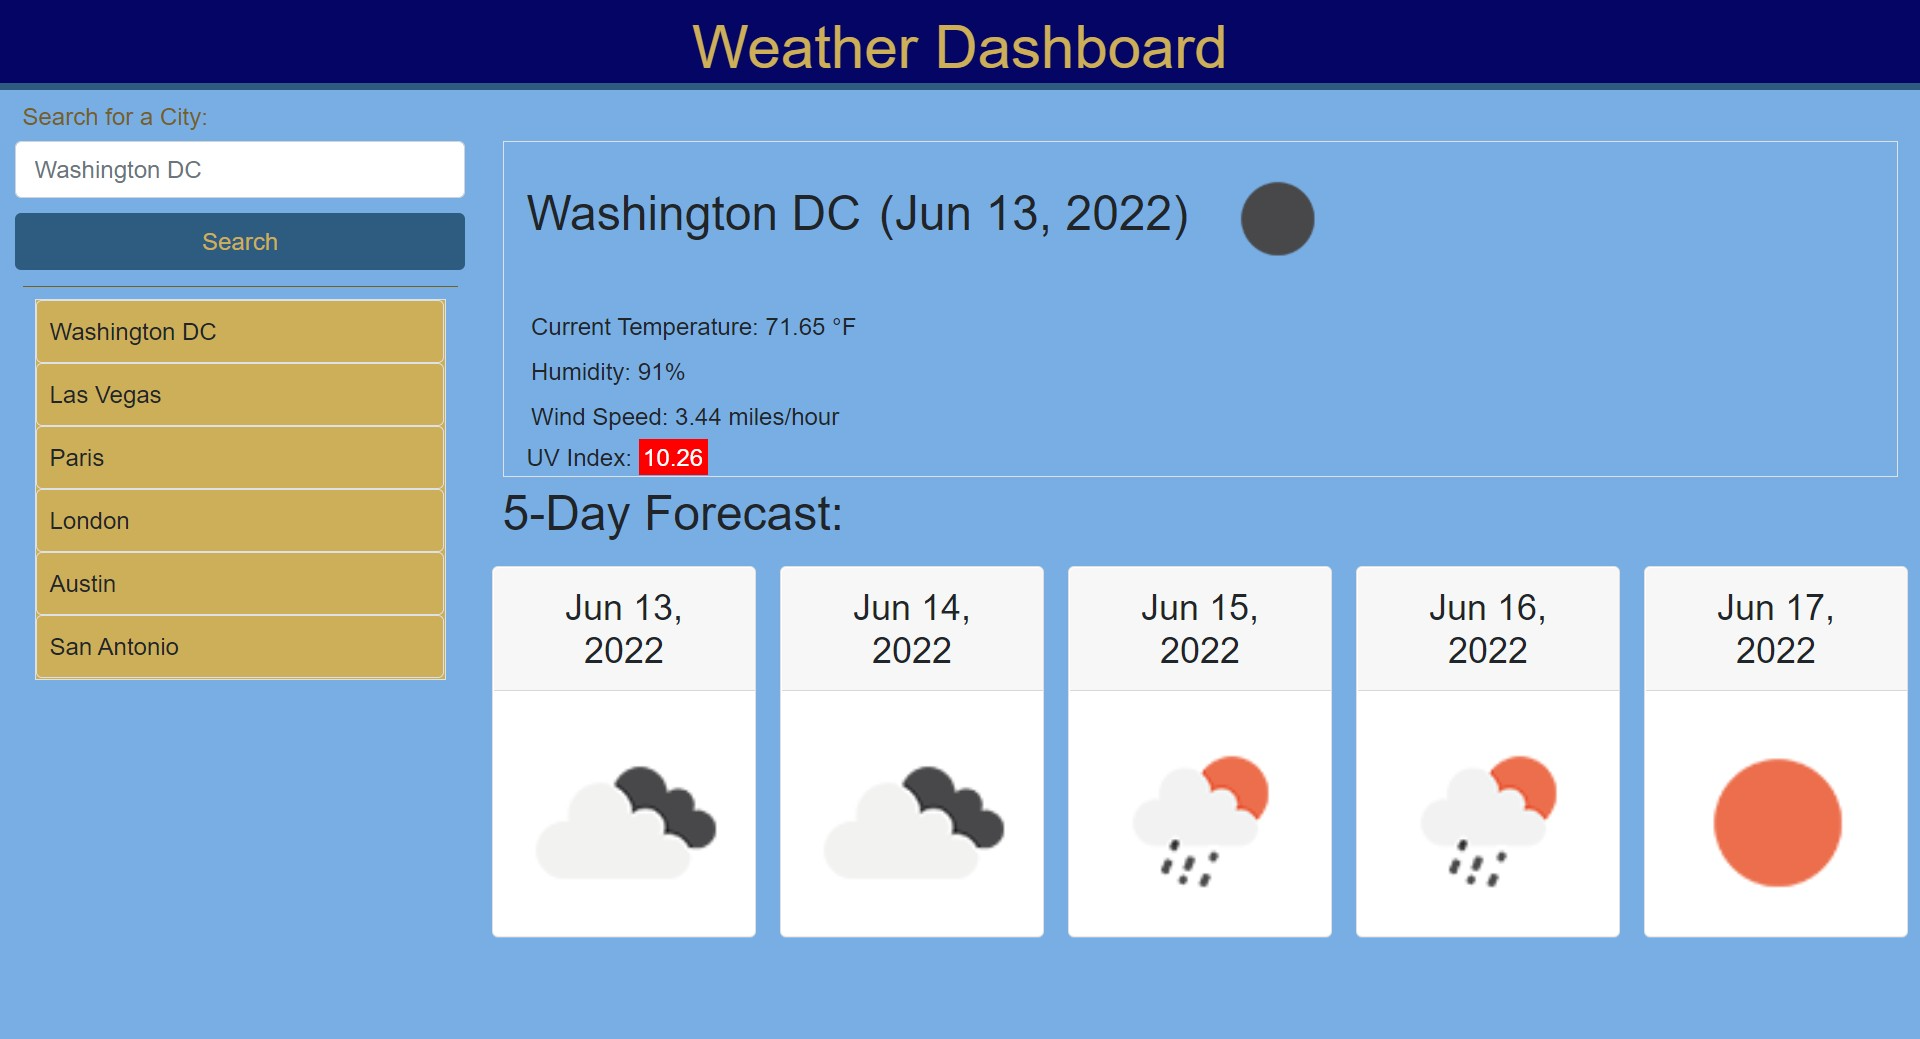 Weather Dashboard
Search for a City:
Washington DC
Search
Washington DC
Las Vegas
Paris
London
Austin
San Antonio
Washington DC (Jun 13, 2022)
Current Temperature: 71.65 °F
Humidity: 91%
Wind Speed: 3.44 miles/hour
UV Index: 10.26
5-Day Forecast:
Jun 13,
2022
Jun 14,
2022
Jun 15,
2022
Jun 16,
2022
Jun 17,
2022